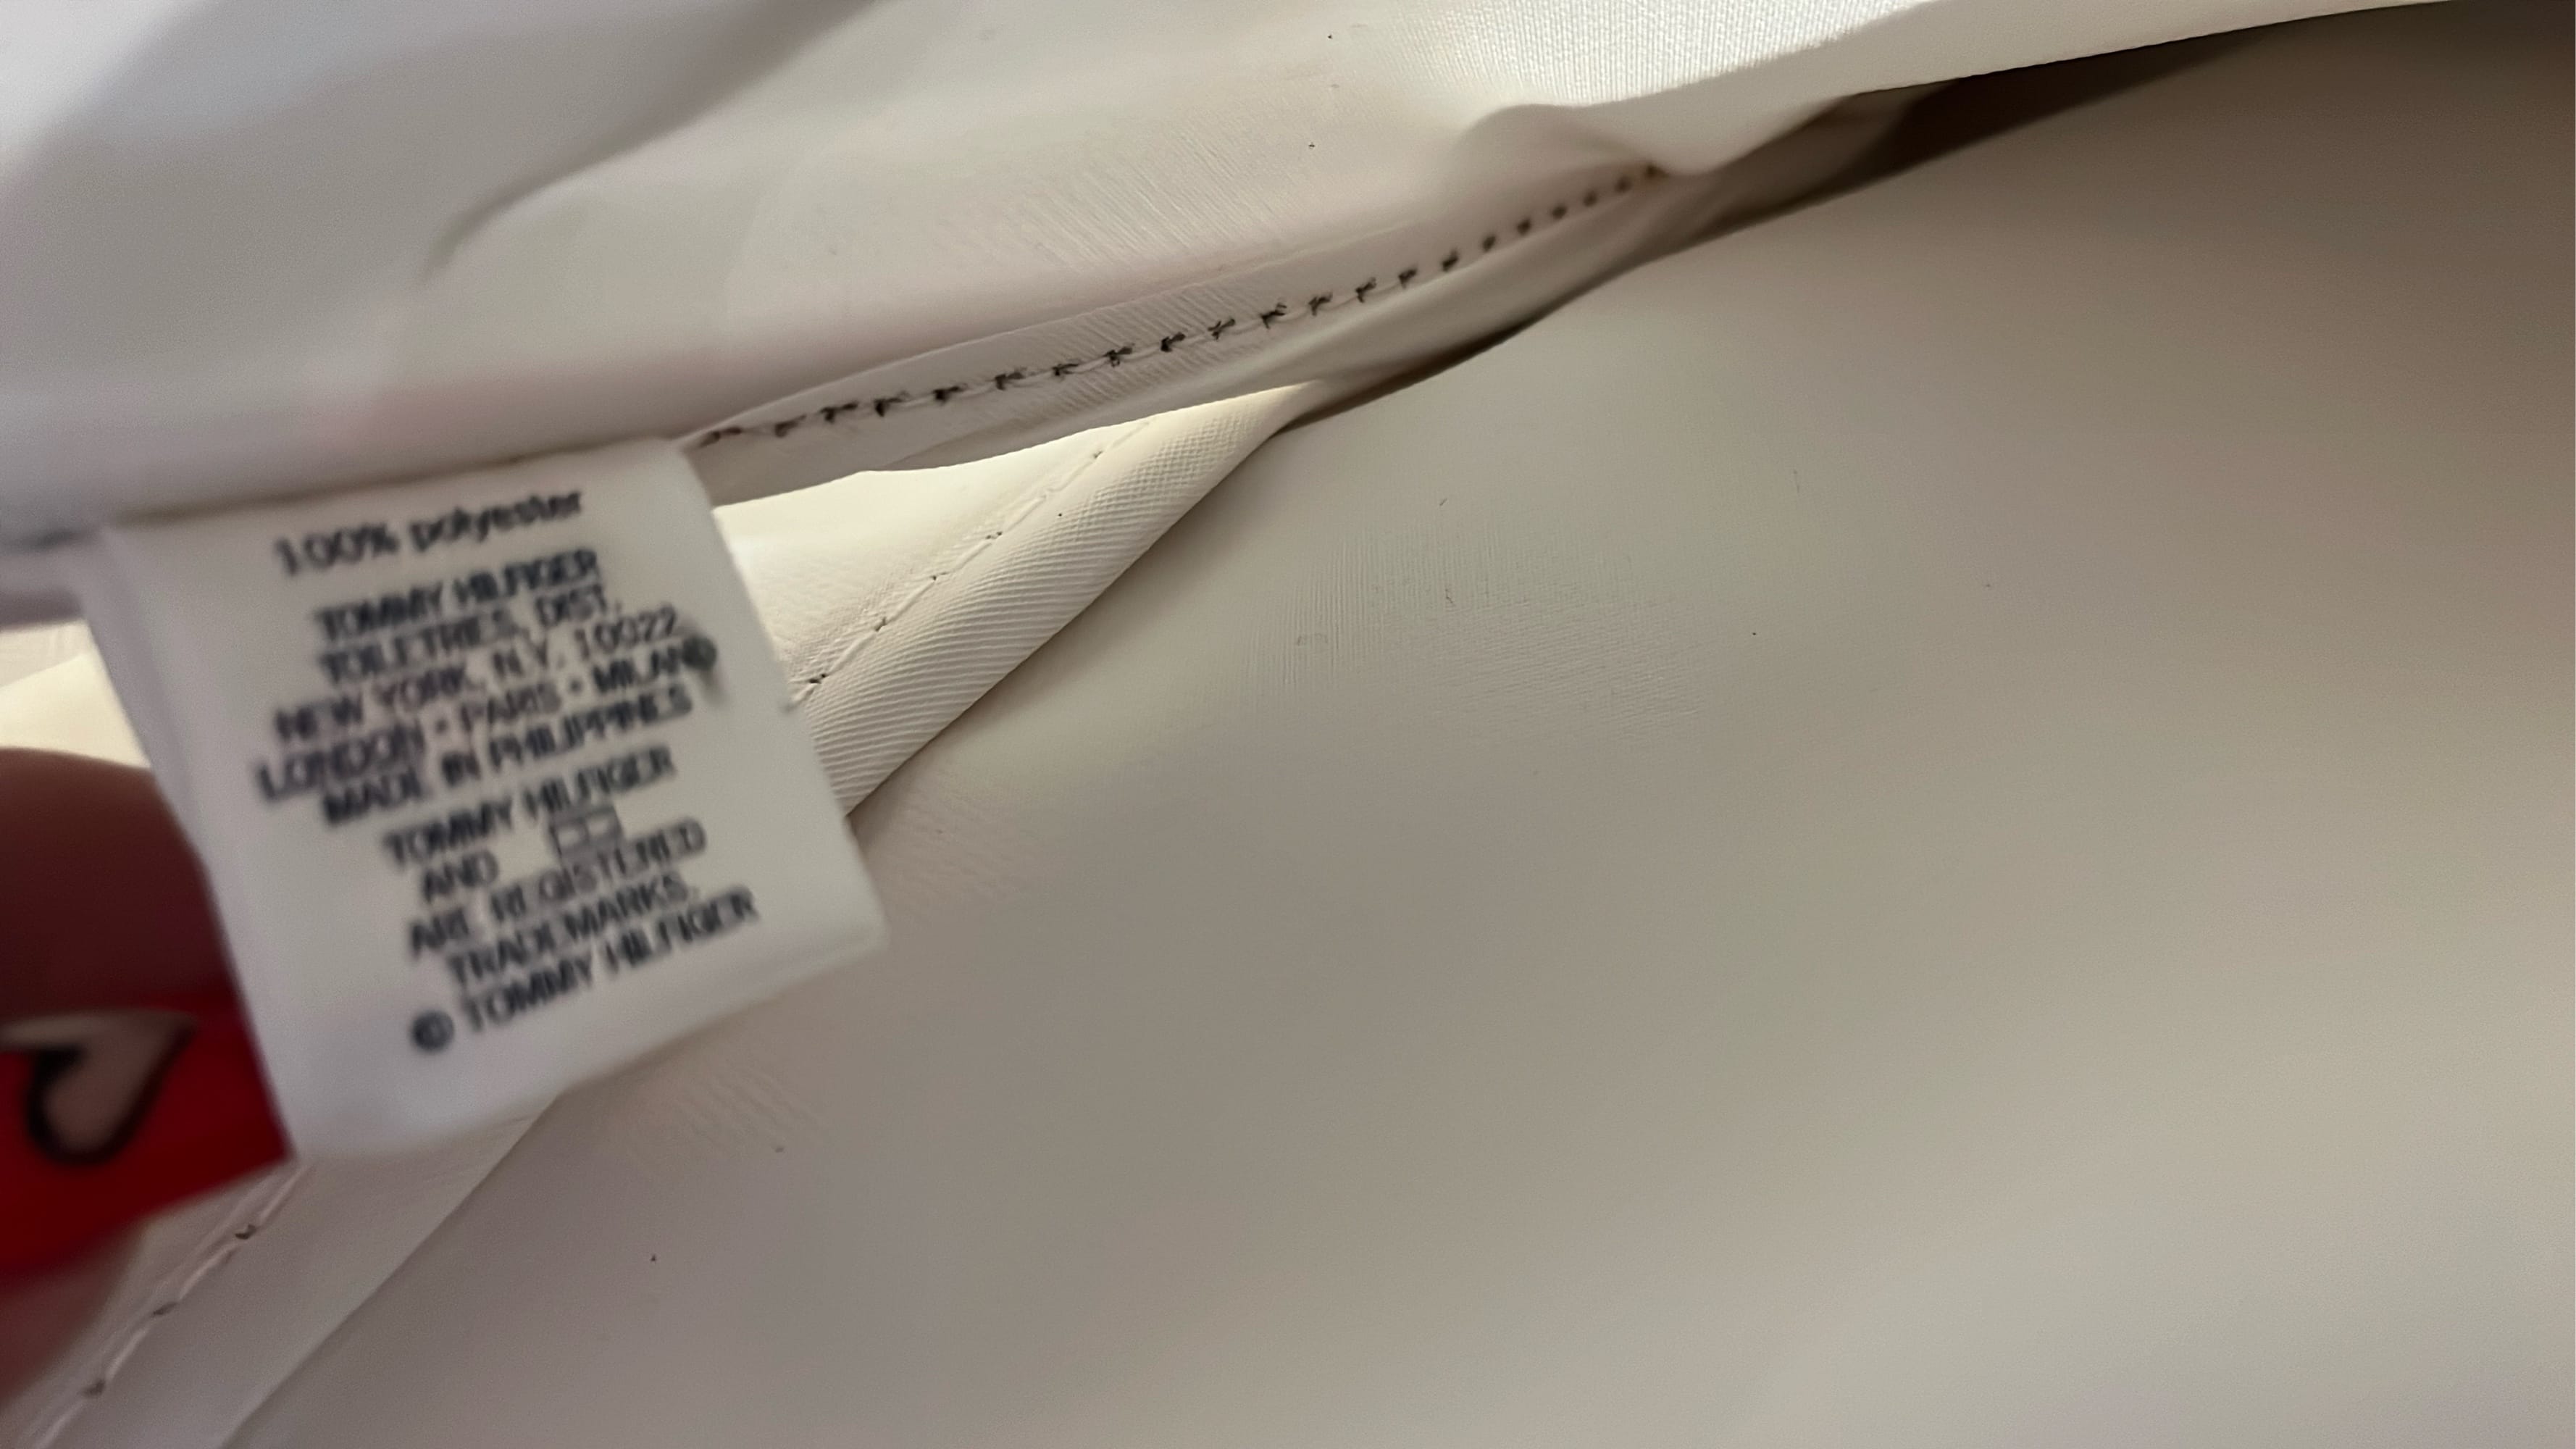 100% polyester
TOMMY HILFIGER
TOILETRIES, DIST.
NEW YORK, N.Y. 10022
LONDON • PARIS • MILANO
MADE IN PHILIPPINES
TOMMY HILFIGER
AND
ARE REGISTERED
TRADEMARKS.
© TOMMY HILFIGER